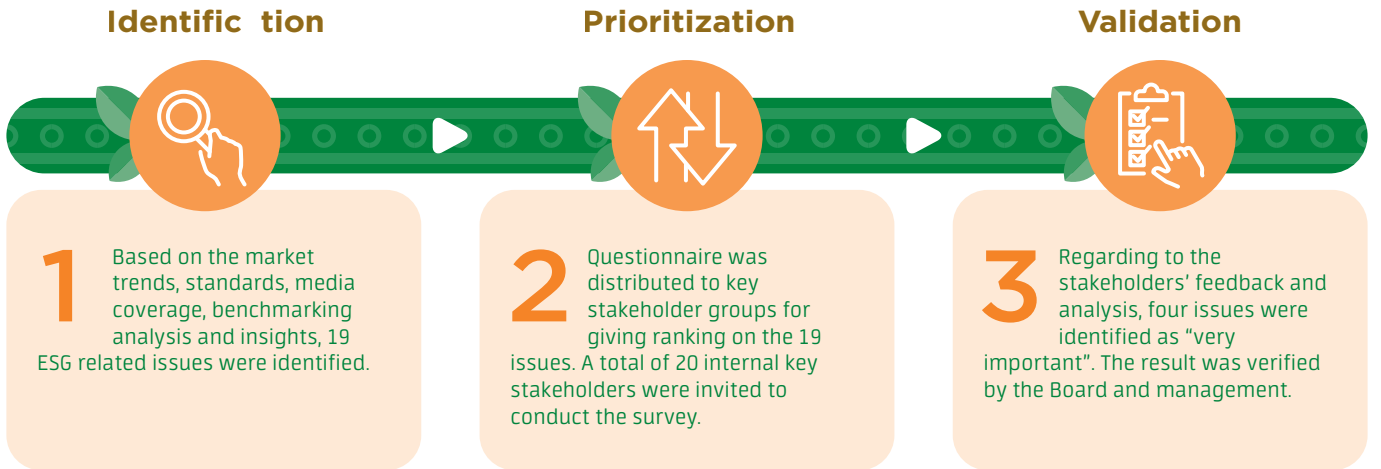 Identific tion
Prioritization
Validation
1
Based on the market
trends, standards, media
coverage, benchmarking
analysis and insights, 19
ESG related issues were identified.
2
Questionnaire was
distributed to key
stakeholder groups for
giving ranking on the 19
issues. A total of 20 internal key
stakeholders were invited to
conduct the survey.
3
Regarding to the
stakeholders’ feedback and
analysis, four issues were
identified as “very
important”. The result was verified
by the Board and management.